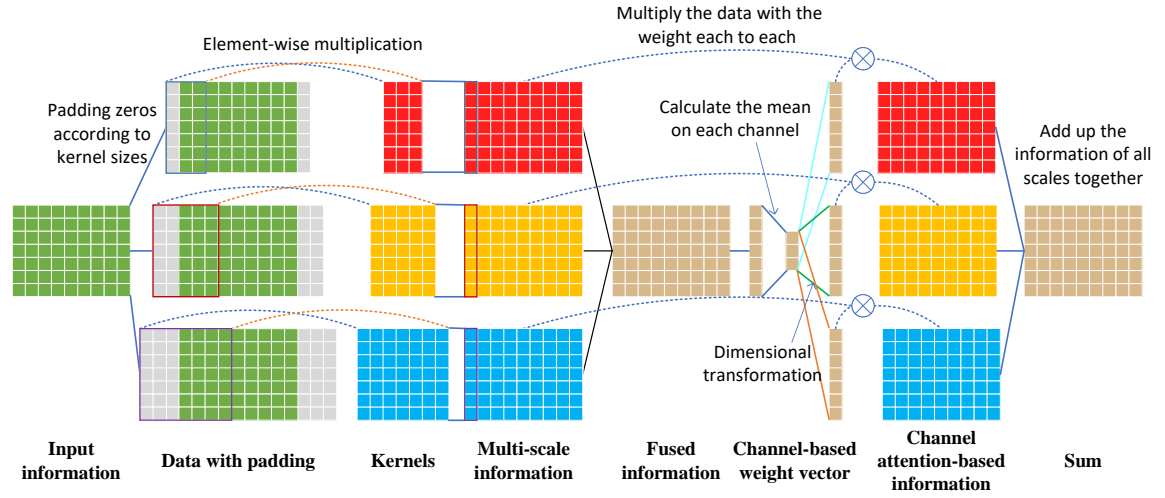 Multiply the data with the
weight each to each
Element-wise multiplication
Padding zeros
according to
kernel sizes
Calculate the mean
on each channel
Add up the
information of all
scales together
Dimensional
transformation
Input
information
Data with padding
Kernels
Multi-scale
information
Fused
information
Channel-based
weight vector
Channel
attention-based
information
Sum